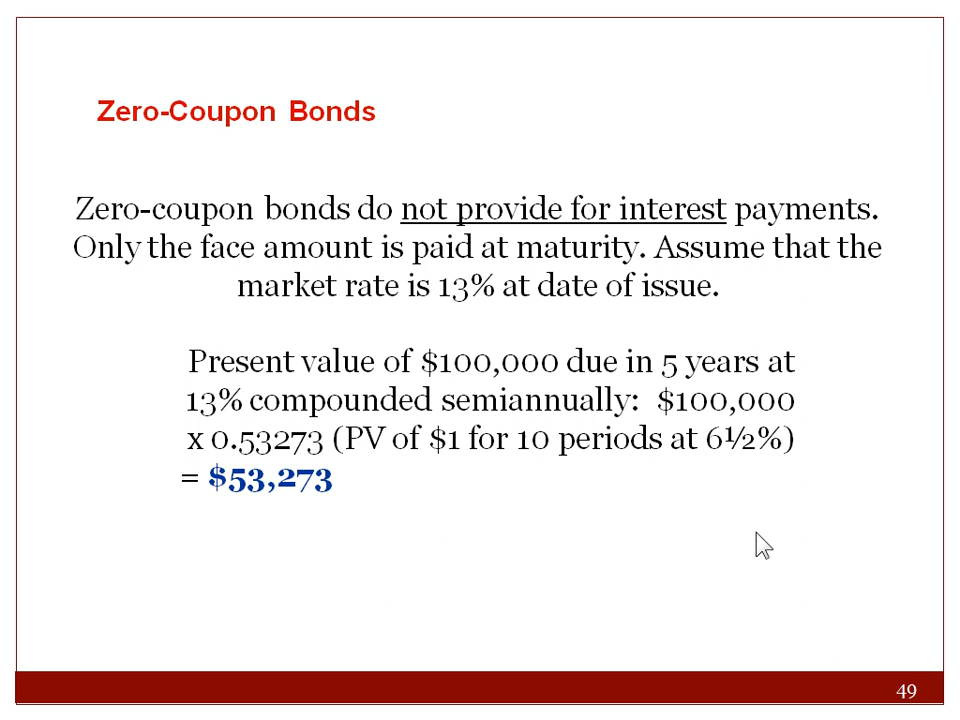 Zero-Coupon Bonds
Zero-coupon bonds do not provide for interest payments.
Only the face amount is paid at maturity. Assume that the
market rate is 13% at date of issue.
Present value of $100,000 due in 5 years at
13% compounded semiannually: $100,000
x 0.53273 (PV of $1 for 10 periods at 6½%)
= $53,273
49